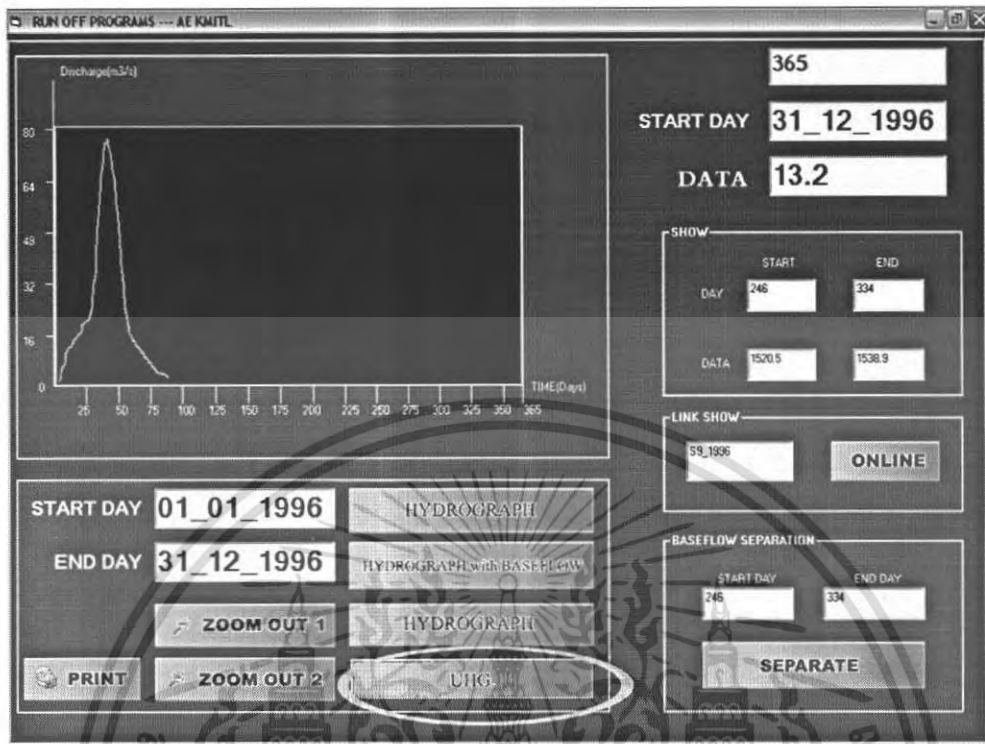 RUN OFF PROGRAMS --- AE KMITL
Discharge(m3/s)
80
64
48
32
16
0
25 50 75 100 125 150 175 200 225 250 275 300 325 350 365
TIME(Days)
365
START DAY 31_12_1996
DATA 13.2
SHOW
START END
DAY 246 334
DATA 1520.5 1538.9
LINK SHOW
S9_1996 ONLINE
BASEFLOW SEPARATION
START DAY END DAY
246 334
SEPARATE
START DAY 01_01_1996 HYDROGRAPH
END DAY 31_12_1996 HYDROGRAPH with BASEFLOW
ZOOM OUT 1 HYDROGRAPH
PRINT ZOOM OUT 2 UHG.